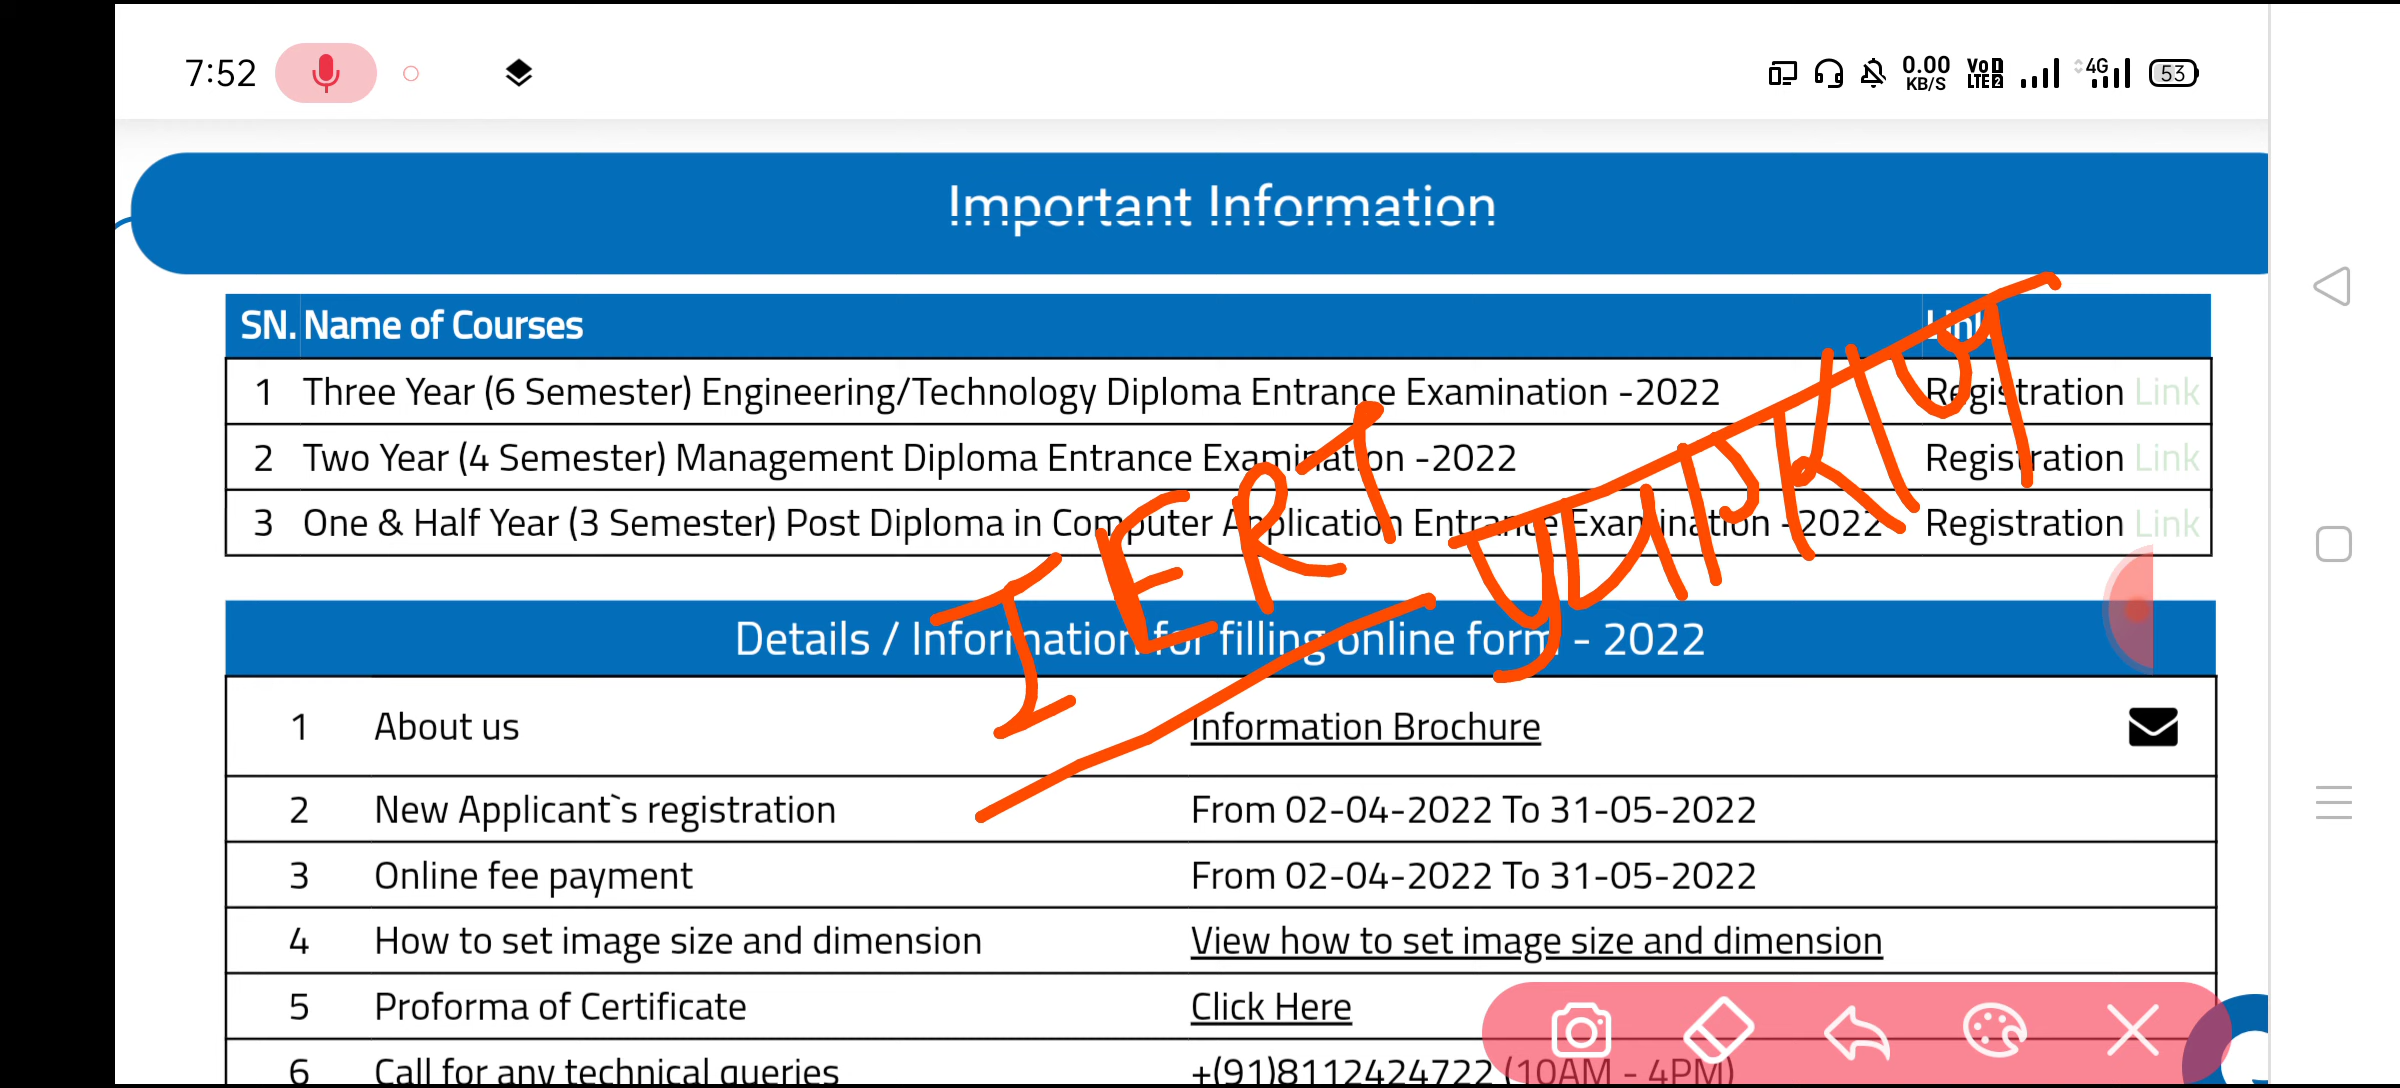 7:52
0.00 KB/S Vo 1 LTE 2 4G 53
Important Information
SN. Name of Courses
1 Three Year (6 Semester) Engineering/Technology Diploma Entrance Examination -2022 Registration Link
2 Two Year (4 Semester) Management Diploma Entrance Examination -2022 Registration Link
3 One & Half Year (3 Semester) Post Diploma in Computer Application Entrance Examination -2022 Registration Link
IERT
Details / Information for filling online form - 2022
1 About us Information Brochure
2 New Applicant`s registration From 02-04-2022 To 31-05-2022
3 Online fee payment From 02-04-2022 To 31-05-2022
4 How to set image size and dimension View how to set image size and dimension
5 Proforma of Certificate Click Here
6 Call for any technical queries +(91)8112424722 (10AM - 4PM)